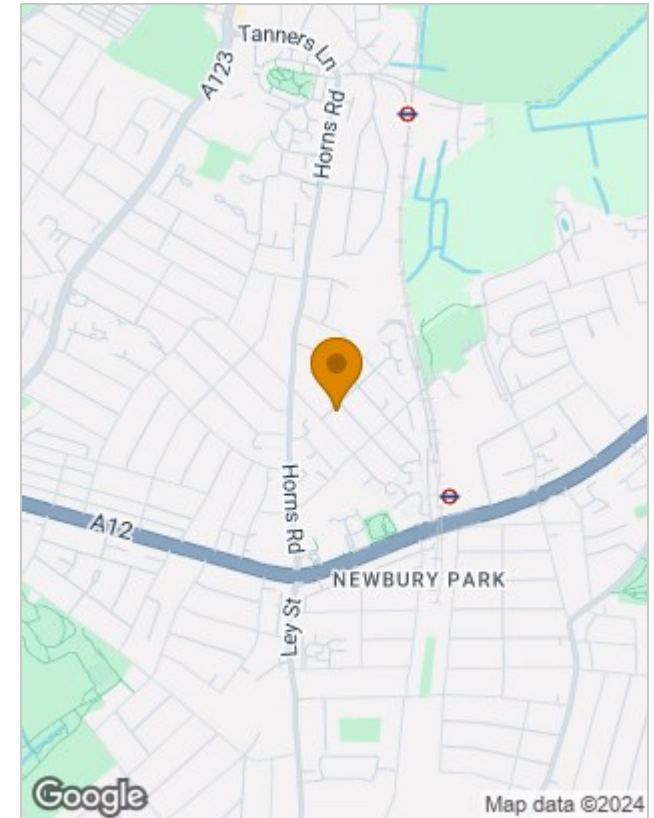 Tanners Ln
A123
Horns Rd
Horns Rd
A12
NEWBURY PARK
Ley St
Google
Map data ©2024